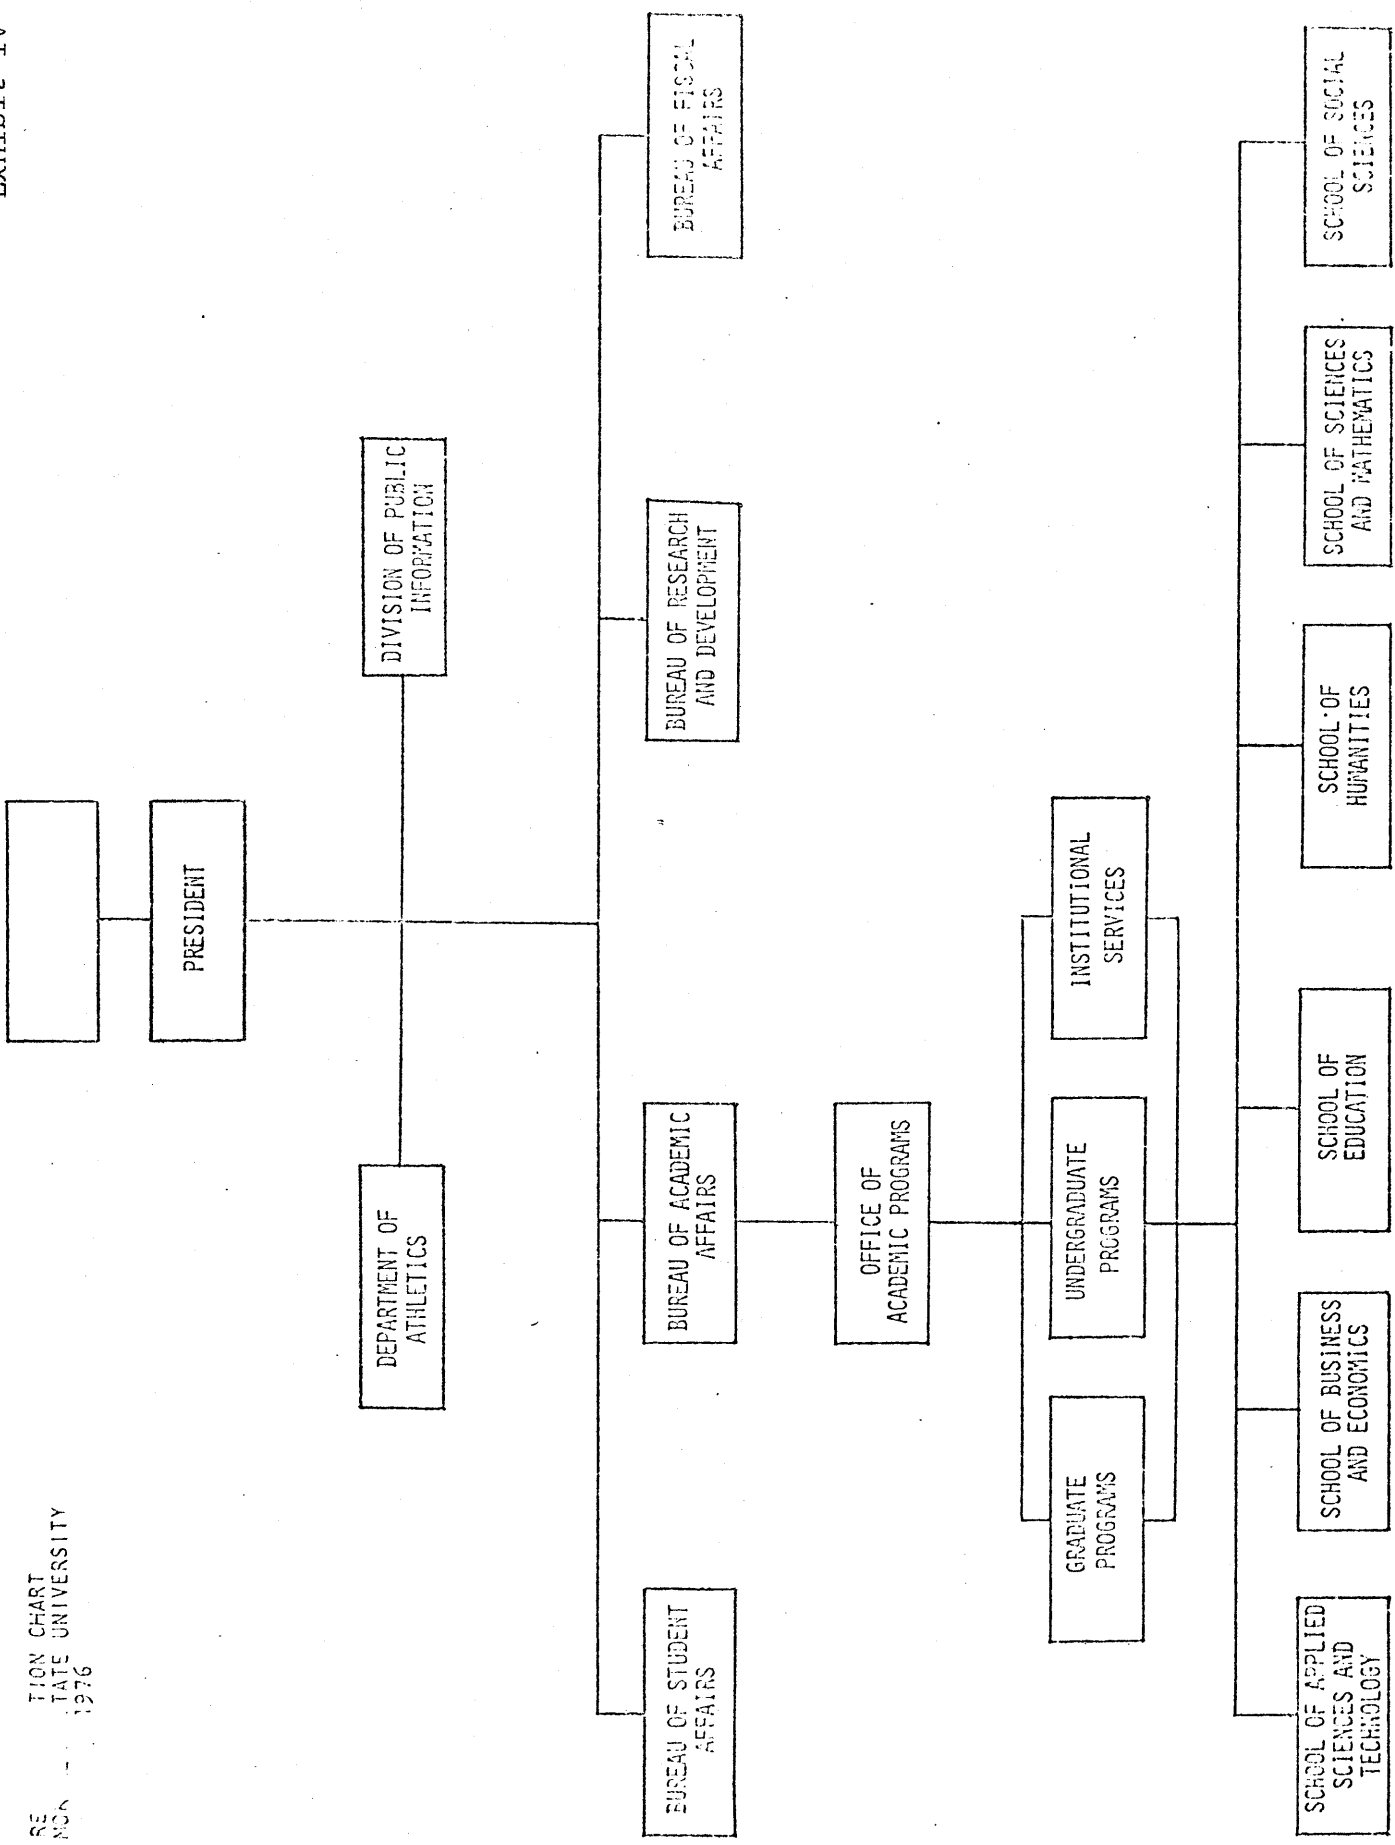 Exhibit IV
RE TION CHART
MOR TATE UNIVERSITY
1976
PRESIDENT
DEPARTMENT OF
ATHLETICS
DIVISION OF PUBLIC
INFORMATION
BUREAU OF STUDENT
AFFAIRS
BUREAU OF ACADEMIC
AFFAIRS
BUREAU OF RESEARCH
AND DEVELOPMENT
BUREAU OF FISCAL
AFFAIRS
OFFICE OF
ACADEMIC PROGRAMS
GRADUATE
PROGRAMS
UNDERGRADUATE
PROGRAMS
INSTITUTIONAL
SERVICES
SCHOOL OF APPLIED
SCIENCES AND
TECHNOLOGY
SCHOOL OF BUSINESS
AND ECONOMICS
SCHOOL OF
EDUCATION
SCHOOL OF
HUMANITIES
SCHOOL OF SCIENCES
AND MATHEMATICS
SCHOOL OF SOCIAL
SCIENCES